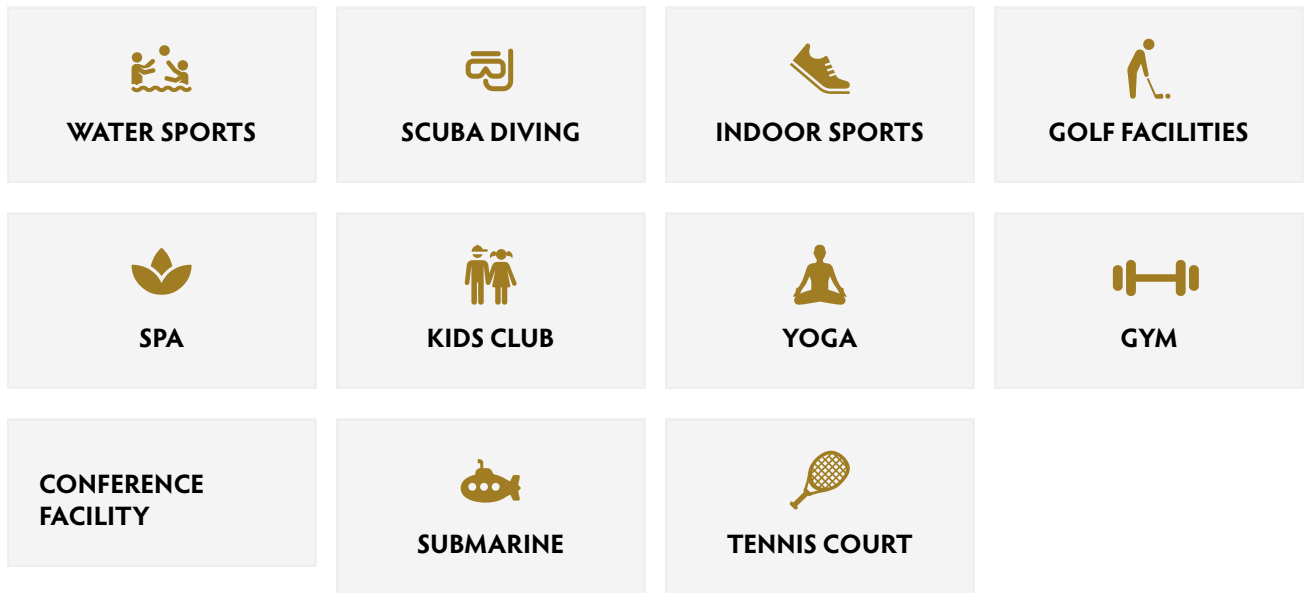 WATER SPORTS
SCUBA DIVING
INDOOR SPORTS
GOLF FACILITIES
SPA
KIDS CLUB
YOGA
GYM
CONFERENCE
FACILITY
SUBMARINE
TENNIS COURT